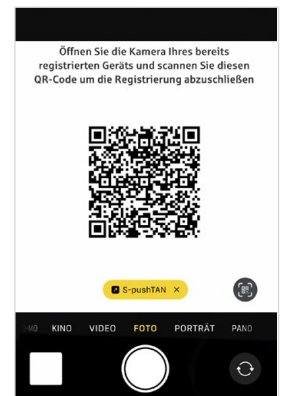 Öffnen Sie die Kamera Ihres bereits
registrierten Geräts und scannen Sie diesen
QR-Code um die Registrierung abzuschließen
S-pushTAN ×
KINO VIDEO FOTO PORTRÄT PANO